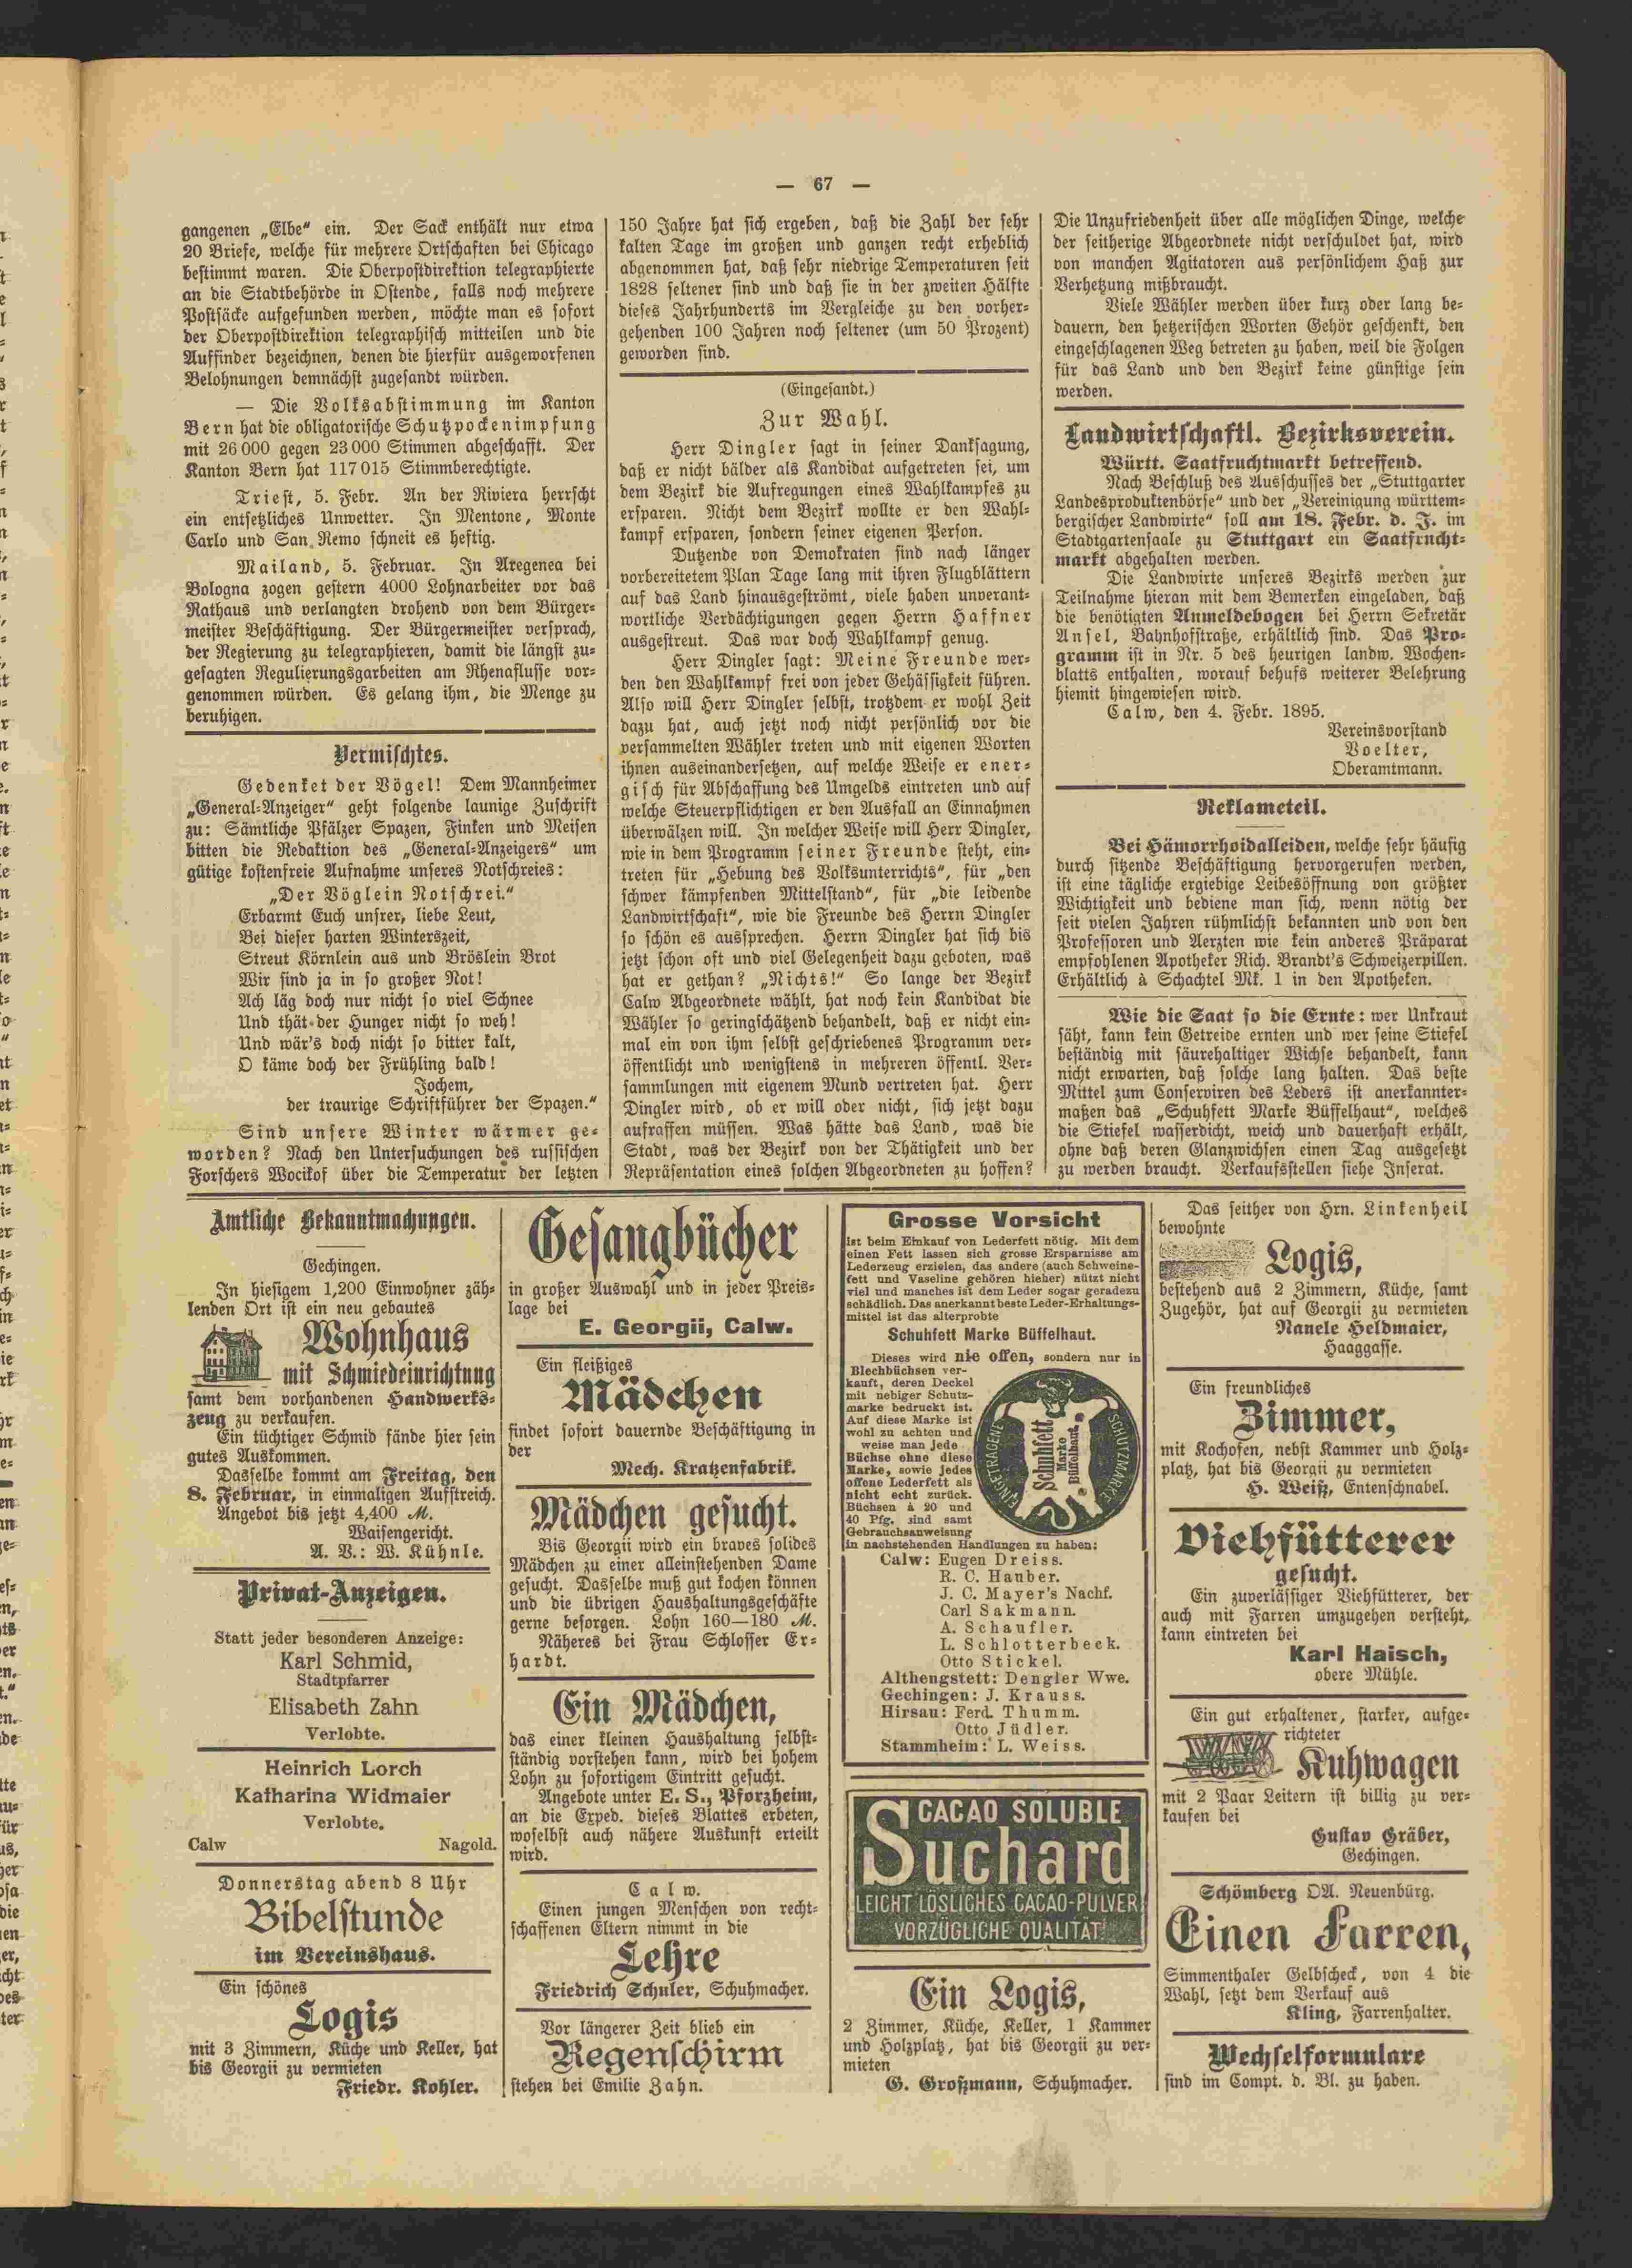 — 67 —
gangenen „Elbe“ ein. Der Sack enthält nur etwa
20 Briefe, welche für mehrere Ortschaften bei Chicago
bestimmt waren. Die Oberpostdirektion telegraphierte
an die Stadtbehörde in Ostende, falls noch mehrere
Postsäcke aufgefunden werden, möchte man es sofort
der Oberpostdirektion telegraphisch mitteilen und die
Auffinder bezeichnen, denen die hierfür ausgeworfenen
Belohnungen demnächst zugesandt würden.
— Die Volksabstimmung im Kanton
Bern hat die obligatorische Schutzpockenimpfung
mit 26 000 gegen 23 000 Stimmen abgeschafft. Der
Kanton Bern hat 117 015 Stimmberechtigte.
Triest, 5. Febr. An der Riviera herrscht
ein entsetzliches Unwetter. In Mentone, Monte
Carlo und San Remo schneit es heftig.
Mailand, 5. Februar. In Aregenea bei
Bologna zogen gestern 4000 Lohnarbeiter vor das
Rathaus und verlangten drohend von dem Bürger-
meister Beschäftigung. Der Bürgermeister versprach,
der Regierung zu telegraphieren, damit die längst zu-
gesagten Regulierungsarbeiten am Rhenaflusse vor-
genommen würden. Es gelang ihm, die Menge zu
beruhigen.
Vermischtes.
Gedenket der Vögel! Dem Mannheimer
„General-Anzeiger“ geht folgende launige Zuschrift
zu: Sämtliche Pfälzer Spazen, Finken und Meisen
bitten die Redaktion des „General-Anzeigers“ um
gütige kostenfreie Aufnahme unseres Notschreies:
„Der Vöglein Notschrei.“
Erbarmt Euch unsrer, liebe Leut,
Bei dieser harten Winterszeit,
Streut Körnlein aus und Bröslein Brot
Wir sind ja in so großer Not!
Ach läg doch nur nicht so viel Schnee
Und thät der Hunger nicht so weh!
Und wär's doch nicht so bitter kalt,
O käme doch der Frühling bald!
Jochem,
der traurige Schriftführer der Spazen.“
Sind unsere Winter wärmer ge-
worden? Nach den Untersuchungen des russischen
Forschers Wocikof über die Temperatur der letzten
150 Jahre hat sich ergeben, daß die Zahl der sehr
kalten Tage im großen und ganzen recht erheblich
abgenommen hat, daß sehr niedrige Temperaturen seit
1828 seltener sind und daß sie in der zweiten Hälfte
dieses Jahrhunderts im Vergleiche zu den vorher-
gehenden 100 Jahren noch seltener (um 50 Prozent)
geworden sind.
(Eingesandt.)
Zur Wahl.
Herr Dingler sagt in seiner Danksagung,
daß er nicht bälder als Kandidat aufgetreten sei, um
dem Bezirk die Aufregungen eines Wahlkampfes zu
ersparen. Nicht dem Bezirk wollte er den Wahl-
kampf ersparen, sondern seiner eigenen Person.
Dutzende von Demokraten sind nach länger
vorbereitetem Plan Tage lang mit ihren Flugblättern
auf das Land hinausgeströmt, viele haben unverant-
wortliche Verdächtigungen gegen Herrn Haffner
ausgestreut. Das war doch Wahlkampf genug.
Herr Dingler sagt: Meine Freunde wer-
den den Wahlkampf frei von jeder Gehässigkeit führen.
Also will Herr Dingler selbst, trotzdem er wohl Zeit
dazu hat, auch jetzt noch nicht persönlich vor die
versammelten Wähler treten und mit eigenen Worten
ihnen auseinandersetzen, auf welche Weise er ener-
gisch für Abschaffung des Umgelds eintreten und auf
welche Steuerpflichtigen er den Ausfall an Einnahmen
überwälzen will. In welcher Weise will Herr Dingler,
wie in dem Programm seiner Freunde steht, ein-
treten für „Hebung des Volksunterrichts“, für „den
schwer kämpfenden Mittelstand“, für „die leidende
Landwirtschaft“, wie die Freunde des Herrn Dingler
so schön es aussprechen. Herrn Dingler hat sich bis
jetzt schon oft und viel Gelegenheit dazu geboten, was
hat er gethan? „Nichts!“ So lange der Bezirk
Calw Abgeordnete wählt, hat noch kein Kandidat die
Wähler so geringschätzend behandelt, daß er nicht ein-
mal ein von ihm selbst geschriebenes Programm ver-
öffentlicht und wenigstens in mehreren öffentl. Ver-
sammlungen mit eigenem Mund vertreten hat. Herr
Dingler wird, ob er will oder nicht, sich jetzt dazu
aufraffen müssen. Was hätte das Land, was die
Stadt, was der Bezirk von der Thätigkeit und der
Repräsentation eines solchen Abgeordneten zu hoffen?
Die Unzufriedenheit über alle möglichen Dinge, welche
der seitherige Abgeordnete nicht verschuldet hat, wird
von manchen Agitatoren aus persönlichem Haß zur
Verhetzung mißbraucht.
Viele Wähler werden über kurz oder lang be-
dauern, den hetzerischen Worten Gehör geschenkt, den
eingeschlagenen Weg betreten zu haben, weil die Folgen
für das Land und den Bezirk keine günstige sein
werden.
Landwirtschaftl. Bezirksverein.
Württ. Saatfruchtmarkt betreffend.
Nach Beschluß des Ausschusses der „Stuttgarter
Landesproduktenbörse“ und der „Vereinigung württem-
bergischer Landwirte“ soll am 18. Febr. d. J. im
Stadtgartensaale zu Stuttgart ein Saatfrucht-
markt abgehalten werden.
Die Landwirte unseres Bezirks werden zur
Teilnahme hieran mit dem Bemerken eingeladen, daß
die benötigten Anmeldebogen bei Herrn Sekretär
Ansel, Bahnhofstraße, erhältlich sind. Das Pro-
gramm ist in Nr. 5 des heurigen landw. Wochen-
blatts enthalten, worauf behufs weiterer Belehrung
hiemit hingewiesen wird.
Calw, den 4. Febr. 1895.
Vereinsvorstand
Voelter,
Oberamtmann.
Reklameteil.
Bei Hämorrhoidalleiden, welche sehr häufig
durch sitzende Beschäftigung hervorgerufen werden,
ist eine tägliche ergiebige Leibesöffnung von größter
Wichtigkeit und bediene man sich, wenn nötig der
seit vielen Jahren rühmlichst bekannten und von den
Professoren und Aerzten wie kein anderes Präparat
empfohlenen Apotheker Rich. Brandt's Schweizerpillen.
Erhältlich à Schachtel Mk. 1 in den Apotheken.
Wie die Saat so die Ernte: wer Unkraut
säht, kann kein Getreide ernten und wer seine Stiefel
beständig mit säurehaltiger Wichse behandelt, kann
nicht erwarten, daß solche lang halten. Das beste
Mittel zum Conserviren des Leders ist anerkannter-
maßen das „Schuhfett Marke Büffelhaut“, welches
die Stiefel wasserdicht, weich und dauerhaft erhält,
ohne daß deren Glanzwichsen einen Tag ausgesetzt
zu werden braucht. Verkaufsstellen siehe Inserat.
Amtliche Bekanntmachungen.
Gechingen.
In hiesigem 1,200 Einwohner zäh-
lenden Ort ist ein neu gebautes
Wohnhaus
mit Schmiedeinrichtung
samt dem vorhandenen Handwerks-
zeug zu verkaufen.
Ein tüchtiger Schmid fände hier sein
gutes Auskommen.
Dasselbe kommt am Freitag, den
8. Februar, in einmaligen Aufstreich.
Angebot bis jetzt 4,400 M.
Waisengericht.
A. V.: W. Kühnle.
Privat-Anzeigen.
Statt jeder besonderen Anzeige:
Karl Schmid,
Stadtpfarrer
Elisabeth Zahn
Verlobte.
Heinrich Lorch
Katharina Widmaier
Verlobte.
Calw Nagold.
Donnerstag abend 8 Uhr
Bibelstunde
im Vereinshaus.
Ein schönes
Logis
mit 3 Zimmern, Küche und Keller, hat
bis Georgii zu vermieten
Friedr. Kohler.
Gesangbücher
in großer Auswahl und in jeder Preis-
lage bei
E. Georgii, Calw.
Ein fleißiges
Mädchen
findet sofort dauernde Beschäftigung in
der
Mech. Kratzenfabrik.
Mädchen gesucht.
Bis Georgii wird ein braves solides
Mädchen zu einer alleinstehenden Dame
gesucht. Dasselbe muß gut kochen können
und die übrigen Haushaltungsgeschäfte
gerne besorgen. Lohn 160—180 M.
Näheres bei Frau Schlosser Er-
hardt.
Ein Mädchen,
das einer kleinen Haushaltung selbst-
ständig vorstehen kann, wird bei hohem
Lohn zu sofortigem Eintritt gesucht.
Angebote unter E. S., Pforzheim,
an die Exped. dieses Blattes erbeten,
woselbst auch nähere Auskunft erteilt
wird.
Calw.
Einen jungen Menschen von recht-
schaffenen Eltern nimmt in die
Lehre
Friedrich Schuler, Schuhmacher.
Vor längerer Zeit blieb ein
Regenschirm
stehen bei Emilie Zahn.
Grosse Vorsicht
ist beim Einkauf von Lederfett nötig. Mit dem
einen Fett lassen sich grosse Ersparnisse am
Lederzeug erzielen, das andere (auch Schweine-
fett und Vaseline gehören hieher) nützt nicht
viel und manches ist dem Leder sogar geradezu
schädlich. Das anerkannt beste Leder-Erhaltungs-
mittel ist das alterprobte
Schuhfett Marke Büffelhaut.
Dieses wird nie offen, sondern nur in
Blechbüchsen ver-
kauft, deren Deckel
mit nebiger Schutz-
marke bedruckt ist.
Auf diese Marke ist
wohl zu achten und
weise man jede
Büchse ohne diese
Marke, sowie jedes
offene Lederfett als
nicht echt zurück.
Büchsen à 20 und
40 Pfg. sind samt
Gebrauchsanweisung
in nachstehenden Handlungen zu haben:
EINGETRAGENE
Schuhfett
Marke
Büffelhaut.
SCHUTZMARKE
Calw: Eugen Dreiss.
R. C. Hauber.
J. C. Mayer's Nachf.
Carl Sakmann.
A. Schaufler.
L. Schlotterbeck.
Otto Stickel.
Althengstett: Dengler Wwe.
Gechingen: J. Krauss.
Hirsau: Ferd. Thumm.
Otto Jüdler.
Stammheim: L. Weiss.
CACAO SOLUBLE
Suchard
LEICHT LÖSLICHES CACAO-PULVER
VORZÜGLICHE QUALITÄT
Ein Logis,
2 Zimmer, Küche, Keller, 1 Kammer
und Holzplatz, hat bis Georgii zu ver-
mieten
G. Großmann, Schuhmacher.
Das seither von Hrn. Linkenheil
bewohnte
Logis,
bestehend aus 2 Zimmern, Küche, samt
Zugehör, hat auf Georgii zu vermieten
Nanele Heldmaier,
Haaggasse.
Ein freundliches
Zimmer,
mit Kochofen, nebst Kammer und Holz-
platz, hat bis Georgii zu vermieten
H. Weiß, Entenschnabel.
Viehfütterer
gesucht.
Ein zuverlässiger Viehfütterer, der
auch mit Farren umzugehen versteht,
kann eintreten bei
Karl Haisch,
obere Mühle.
Ein gut erhaltener, starker, aufge-
richteter
Kuhwagen
mit 2 Paar Leitern ist billig zu ver-
kaufen bei
Gustav Gräber,
Gechingen.
Schömberg OA. Neuenbürg.
Einen Farren,
Simmenthaler Gelbscheck, von 4 die
Wahl, setzt dem Verkauf aus
Kling, Farrenhalter.
Wechselformulare
sind im Compt. d. Bl. zu haben.